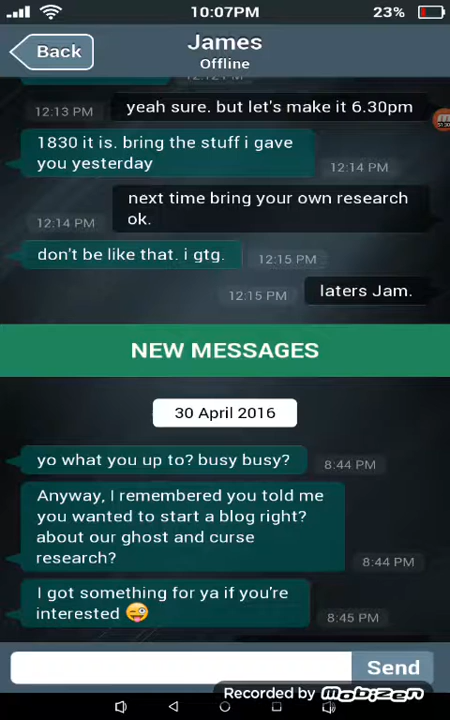 10:07PM
23%
Back
James
Offline
12:13 PM
yeah sure. but let's make it 6.30pm
1830 it is. bring the stuff i gave
you yesterday
12:14 PM
next time bring your own research
ok.
12:14 PM
don't be like that. i gtg.
12:15 PM
laters Jam.
12:15 PM
NEW MESSAGES
30 April 2016
yo what you up to? busy busy?
8:44 PM
Anyway, I remembered you told me
you wanted to start a blog right?
about our ghost and curse
research?
8:44 PM
I got something for ya if you're
interested 😜
8:45 PM
Send
Recorded by MOBIZEN